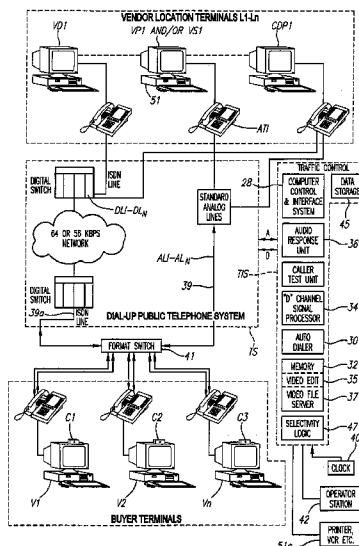 VENDOR LOCATION TERMINALS L1-Ln
VD1
VP1 AND/OR VS1
CDP1
51
AT1
DIGITAL
SWITCH
ISDN
LINE
DL1-DLN
64 OR 56 KBPS
NETWORK
STANDARD
ANALOG
LINES
AL1-ALN
39
DIGITAL
SWITCH
39a
ISDN
LINE
DIAL-UP PUBLIC TELEPHONE SYSTEM
TS
A
D
TIS
TRAFFIC CONTROL
28
COMPUTER
CONTROL
& INTERFACE
SYSTEM
DATA
STORAGE
45
AUDIO
RESPONSE
UNIT
36
CALLER
TEST UNIT
"D" CHANNEL
SIGNAL
PROCESSOR
34
AUTO
DIALER
30
MEMORY
32
VIDEO EDIT
35
VIDEO FILE
SERVER
37
SELECTIVITY
LOGIC
47
40
CLOCK
OPERATOR
STATION
42
PRINTER,
VCR ETC.
51a
FORMAT SWITCH
41
C1
C2
C3
V1
V2
Vn
BUYER TERMINALS